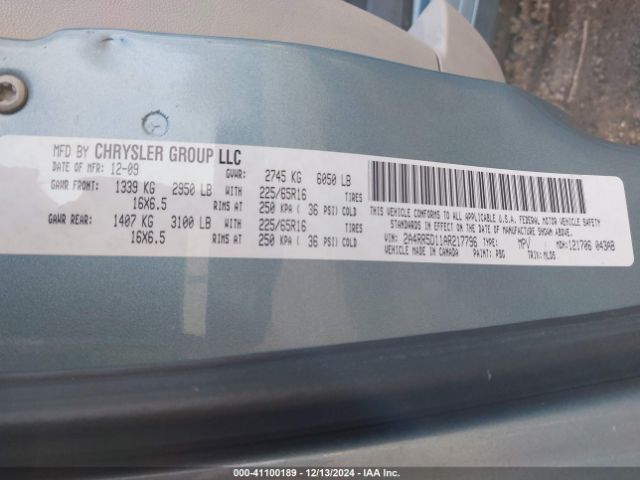 MFD BY CHRYSLER GROUP LLC
DATE OF MFR: 12-09 GVWR: 2745 KG 6050 LB
GAWR FRONT: 1339 KG 2950 LB WITH 225/65R16 TIRES
16X6.5 RIMS AT 250 KPA ( 36 PSI) COLD
GAWR REAR: 1407 KG 3100 LB WITH 225/65R16 TIRES
16X6.5 RIMS AT 250 KPA ( 36 PSI) COLD
THIS VEHICLE CONFORMS TO ALL APPLICABLE U.S.A. FEDERAL MOTOR VEHICLE SAFETY
STANDARDS IN EFFECT ON THE DATE OF MANUFACTURE SHOWN ABOVE.
VIN: 2A4RR5D11AR217796 TYPE: MPV MDH: 121706 043AB
VEHICLE MADE IN CANADA PAINT: PBG TRIM: MLD5
000-41100189 - 12/13/2024 - IAA Inc.